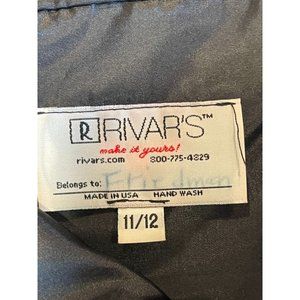 R RIVAR'S™
make it yours!
rivars.com 800-775-4829
Belongs to:
MADE IN USA HAND WASH
11/12